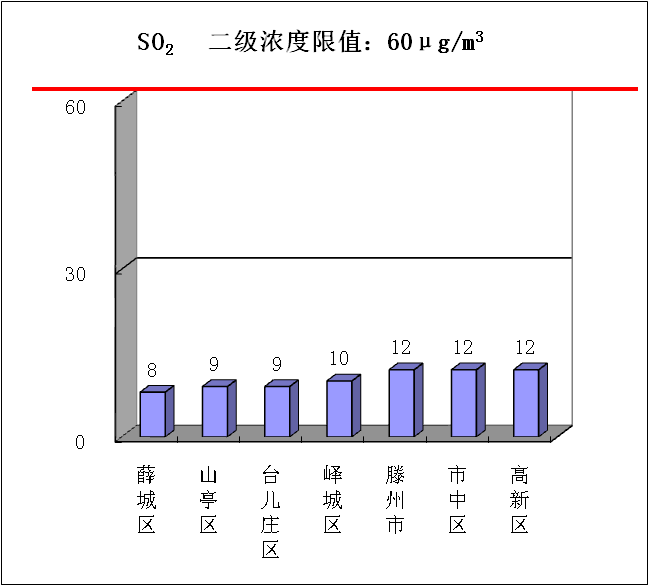 SO₂ 二级浓度限值：60μg/m³
60
30
0
8
9
9
10
12
12
12
薛城区
山亭区
台儿庄区
峄城区
滕州市
市中区
高新区